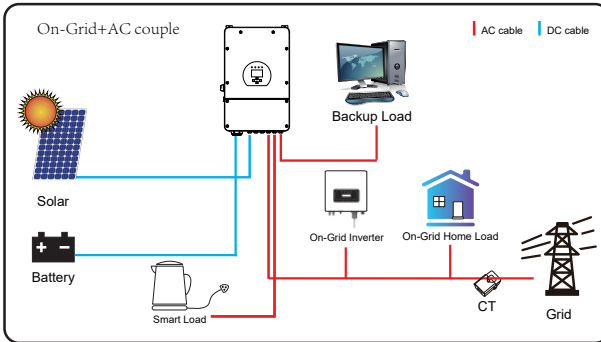 On-Grid+AC couple
AC cable
DC cable
Backup Load
Solar
On-Grid Inverter
On-Grid Home Load
Battery
Smart Load
CT
Grid